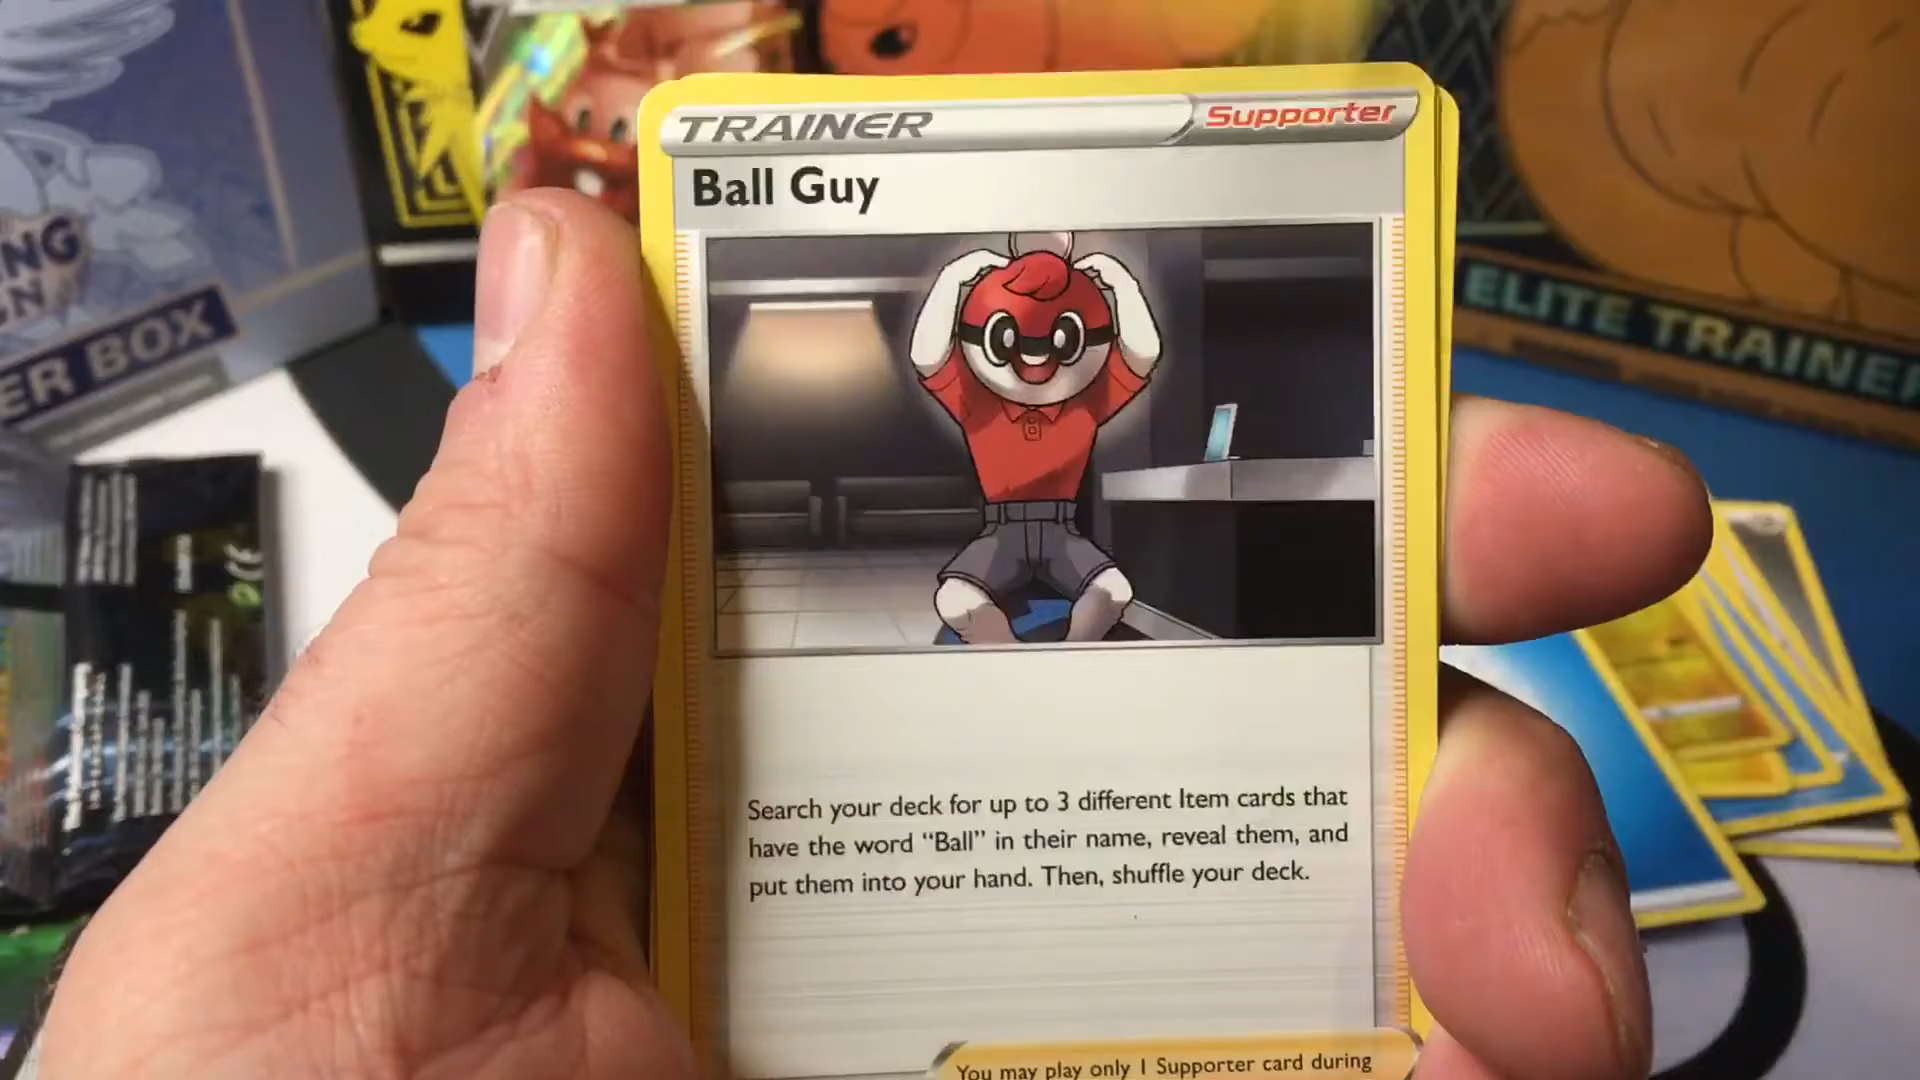 TRAINER Supporter
Ball Guy
Search your deck for up to 3 different Item cards that
have the word “Ball” in their name, reveal them, and
put them into your hand. Then, shuffle your deck.
You may play only 1 Supporter card during
ER BOX
ELITE TRAINER